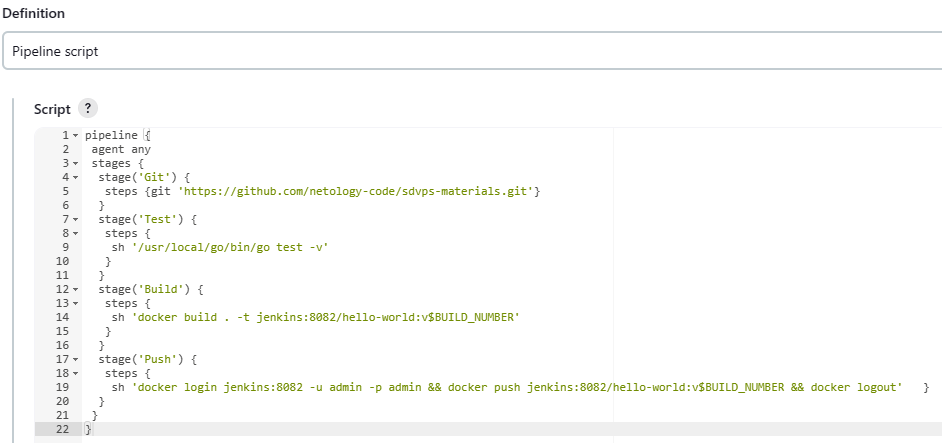 Definition
Pipeline script
Script ?
1 pipeline {
2  agent any
3  stages {
4   stage('Git') {
5    steps {git 'https://github.com/netology-code/sdvps-materials.git'}
6   }
7   stage('Test') {
8    steps {
9     sh '/usr/local/go/bin/go test -v'
10    }
11   }
12   stage('Build') {
13    steps {
14     sh 'docker build . -t jenkins:8082/hello-world:v$BUILD_NUMBER'
15    }
16   }
17   stage('Push') {
18    steps {
19     sh 'docker login jenkins:8082 -u admin -p admin && docker push jenkins:8082/hello-world:v$BUILD_NUMBER && docker logout'   }
20   }
21  }
22 }